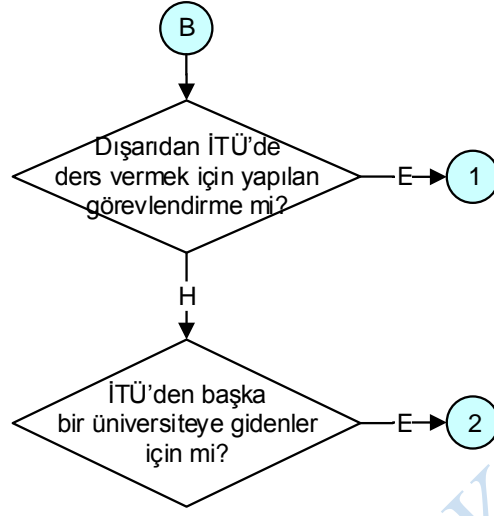 B
Dışarıdan İTÜ'de
ders vermek için yapılan
görevlendirme mi?
E
1
H
İTÜ'den başka
bir üniversiteye gidenler
için mi?
E
2